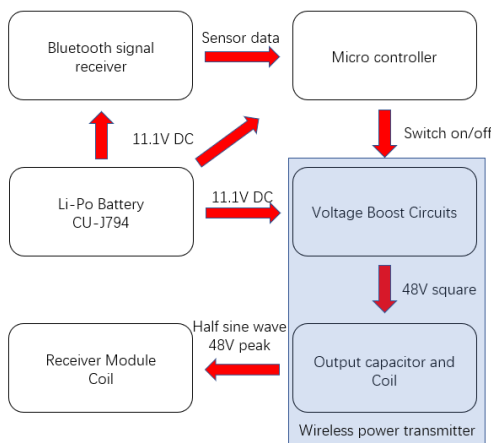 Bluetooth signal
receiver
Sensor data
Micro controller
11.1V DC
Switch on/off
Li-Po Battery
CU-J794
11.1V DC
Voltage Boost Circuits
48V square
Half sine wave
48V peak
Receiver Module
Coil
Output capacitor and
Coil
Wireless power transmitter